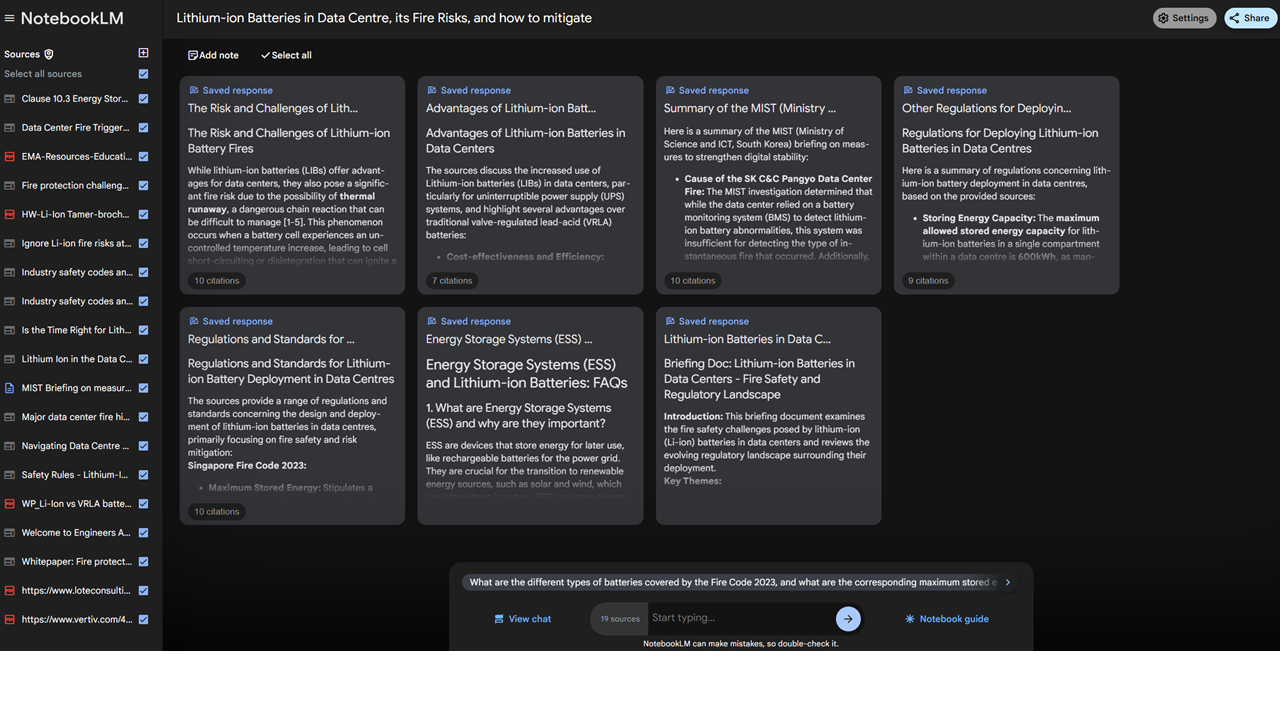 NotebookLM
Lithium-ion Batteries in Data Centre, its Fire Risks, and how to mitigate
Settings
Share
Sources
Select all sources
Clause 10.3 Energy Stor...
Data Center Fire Trigger...
EMA-Resources-Educati...
Fire protection challeng...
HW-Li-Ion Tamer-broch...
Ignore Li-ion fire risks at...
Industry safety codes an...
Industry safety codes an...
Is the Time Right for Lith...
Lithium Ion in the Data C...
MIST Briefing on measur...
Major data center fire hi...
Navigating Data Centre ...
Safety Rules - Lithium-I...
WP_Li-Ion vs VRLA batte...
Welcome to Engineers A...
Whitepaper: Fire protect...
https://www.loteconsulti...
https://www.vertiv.com/4...
Add note
Select all
Saved response
The Risk and Challenges of Lith...
The Risk and Challenges of Lithium-ion
Battery Fires
While lithium batteries (LIBs) offer advant-
ages for data centers, they also pose a signific-
ant fire risk due to the possibility of thermal
runaway, a dangerous chain reaction that can
be difficult to manage [1-5]. This phenomenon
occurs when a battery cell experiences an un-
controlled temperature increase, leading to cell
short-circuiting or disintegration that can ignite a
10 citations
Saved response
Advantages of Lithium-ion Batt...
Advantages of Lithium-ion Batteries in
Data Centers
The sources discuss the increased use of
Lithium-ion batteries (LIBs) in data centers, par-
ticularly for uninterruptible power supply (UPS)
systems, and highlight several advantages over
traditional valve-regulated lead-acid (VRLA)
batteries:
• Cost-effectiveness and Efficiency:
7 citations
Saved response
Summary of the MIST (Ministry ...
Here is a summary of the MIST (Ministry of
Science and ICT, South Korea) briefing on meas-
ures to strengthen digital stability:
• Cause of the SK C&C Pangyo Data Center
Fire: The MIST investigation determined that
while the data center relied on a battery
monitoring system (BMS) to detect lithium-
ion battery abnormalities, this system was
insufficient for detecting the type of in-
stantaneous fire that occurred. Additionally,
10 citations
Saved response
Other Regulations for Deployin...
Regulations for Deploying Lithium-ion
Batteries in Data Centres
Here is a summary of regulations concerning lith-
ium-ion battery deployment in data centres,
based on the provided sources:
• Storing Energy Capacity: The maximum
allowed stored energy capacity for lith-
ium-ion batteries in a single compartment
within a data centre is 600kWh, as man-
9 citations
Saved response
Regulations and Standards for ...
Regulations and Standards for Lithium-
ion Battery Deployment in Data Centres
The sources provide a range of regulations and
standards concerning the design and deploy-
ment of lithium-ion batteries in data centres,
primarily focusing on fire safety and risk
mitigation:
Singapore Fire Code 2023:
• Maximum Stored Energy: Stipulates a
10 citations
Saved response
Energy Storage Systems (ESS) ...
Energy Storage Systems (ESS)
and Lithium-ion Batteries: FAQs
1. What are Energy Storage Systems
(ESS) and why are they important?
ESS are devices that store energy for later use,
like rechargeable batteries for the power grid.
They are crucial for the transition to renewable
energy sources, such as solar and wind, which
Saved response
Lithium-ion Batteries in Data C...
Briefing Doc: Lithium-ion Batteries in
Data Centers - Fire Safety and
Regulatory Landscape
Introduction: This briefing document examines
the fire safety challenges posed by lithium-ion
(Li-ion) batteries in data centers and reviews the
evolving regulatory landscape surrounding their
deployment.
Key Themes:
What are the different types of batteries covered by the Fire Code 2023, and what are the corresponding maximum stored e
View chat
19 sources
Start typing...
Notebook guide
NotebookLM can make mistakes, so double-check it.